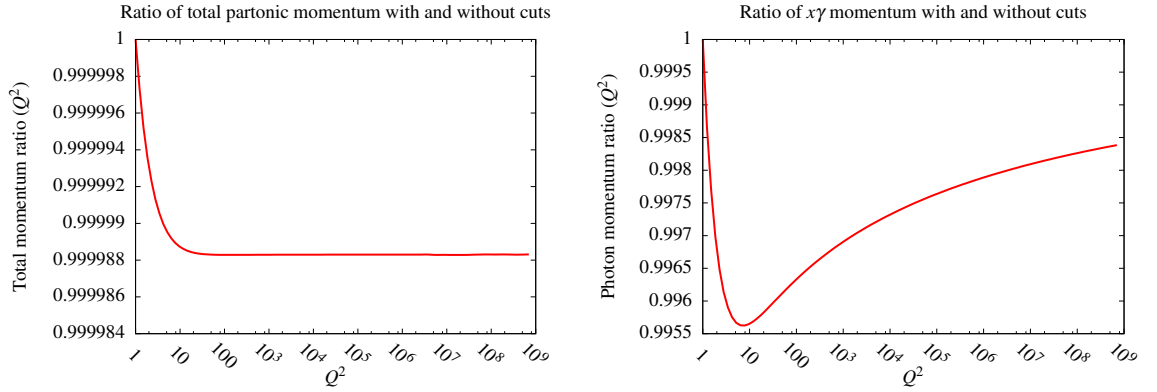 Ratio of total partonic momentum with and without cuts
Total momentum ratio (Q²)
1
0.999998
0.999996
0.999994
0.999992
0.99999
0.999988
0.999986
0.999984
1 10 100 10³ 10⁴ 10⁵ 10⁶ 10⁷ 10⁸ 10⁹
Q²
Ratio of xγ momentum with and without cuts
Photon momentum ratio (Q²)
1
0.9995
0.999
0.9985
0.998
0.9975
0.997
0.9965
0.996
0.9955
1 10 100 10³ 10⁴ 10⁵ 10⁶ 10⁷ 10⁸ 10⁹
Q²